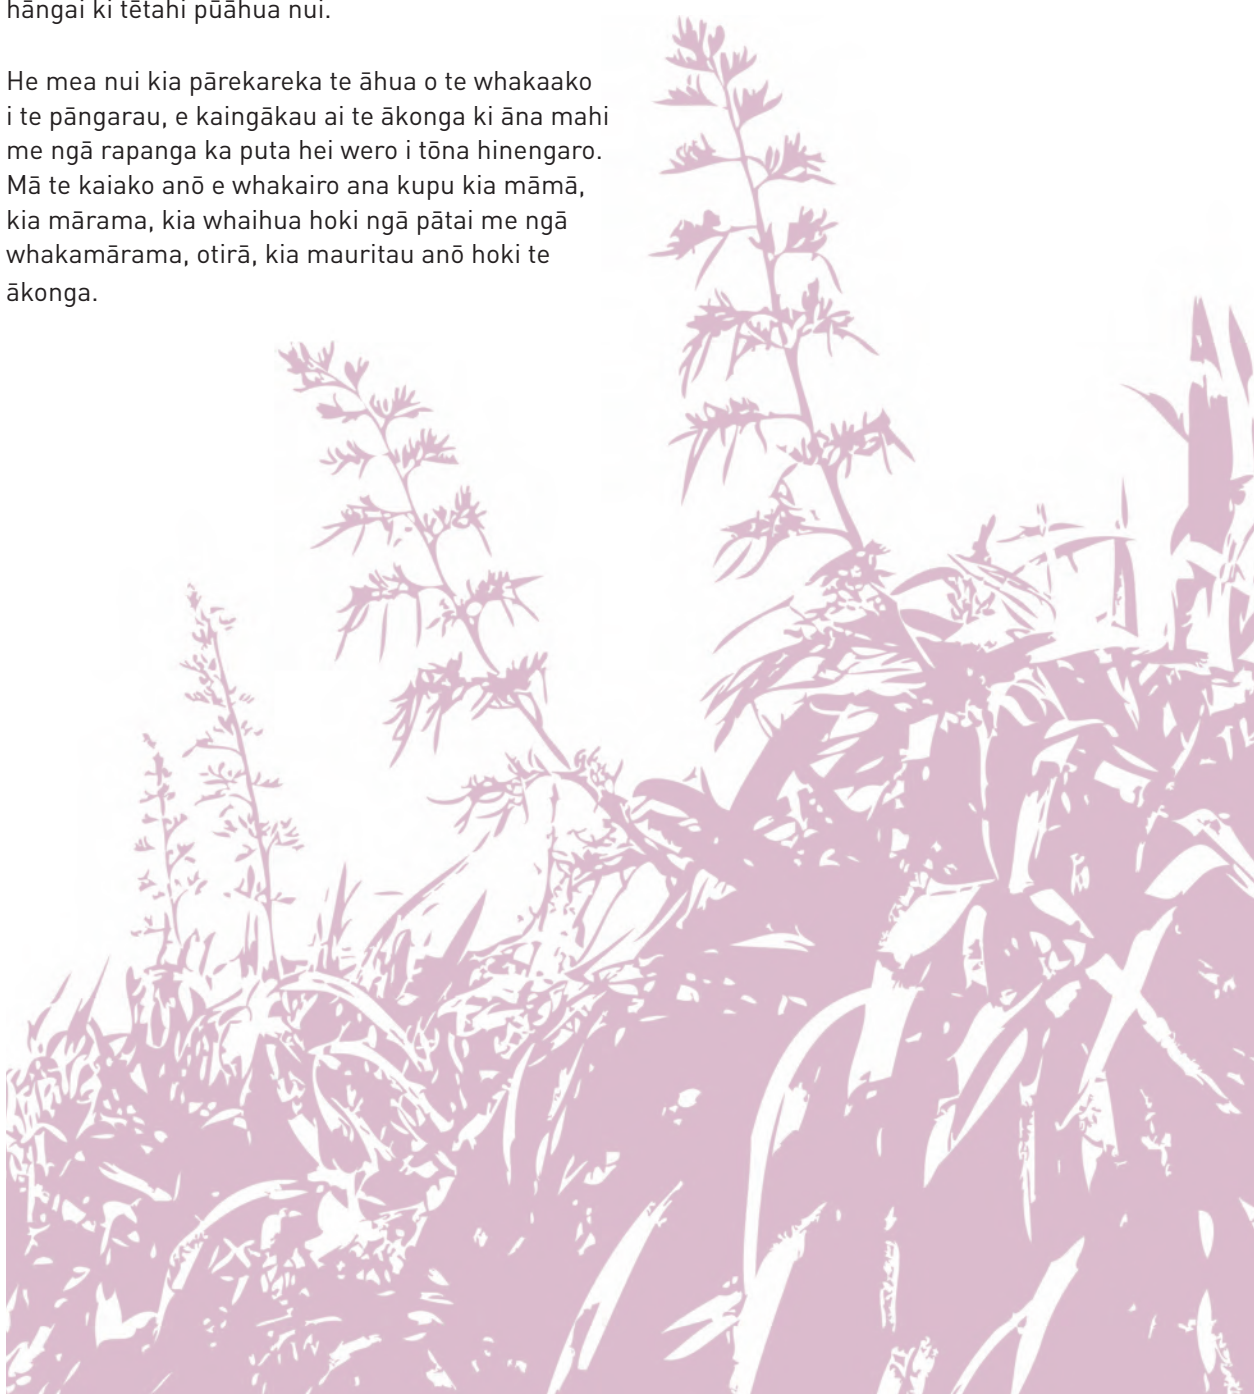 hāngai ki tētahi pūāhua nui.
He mea nui kia pārekareka te āhua o te whakaako
i te pāngarau, e kaingākau ai te ākonga ki āna mahi
me ngā rapanga ka puta hei wero i tōna hinengaro.
Mā te kaiako anō e whakairo ana kupu kia māmā,
kia mārama, kia whaihua hoki ngā pātai me ngā
whakamārama, otirā, kia mauritau anō hoki te
ākonga.